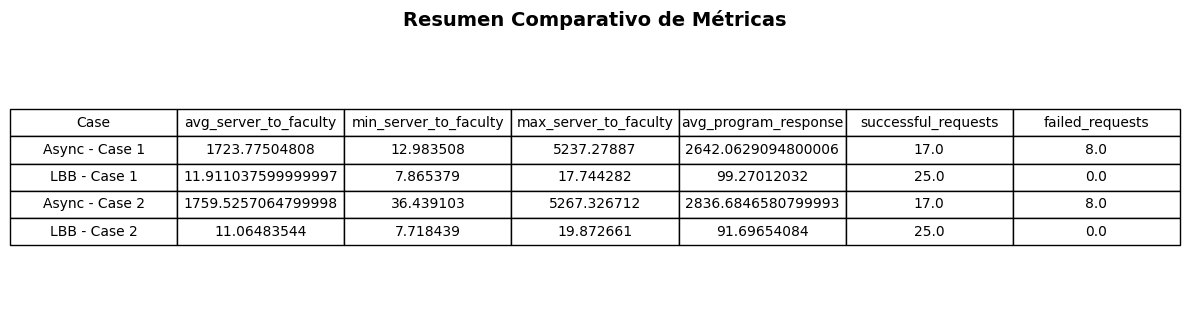 Resumen Comparativo de Métricas
Case avg_server_to_faculty min_server_to_faculty max_server_to_faculty avg_program_response successful_requests failed_requests
Async - Case 1 1723.77504808 12.983508 5237.27887 2642.0629094800006 17.0 8.0
LBB - Case 1 11.911037599999997 7.865379 17.744282 99.27012032 25.0 0.0
Async - Case 2 1759.5257064799998 36.439103 5267.326712 2836.6846580799993 17.0 8.0
LBB - Case 2 11.06483544 7.718439 19.872661 91.69654084 25.0 0.0